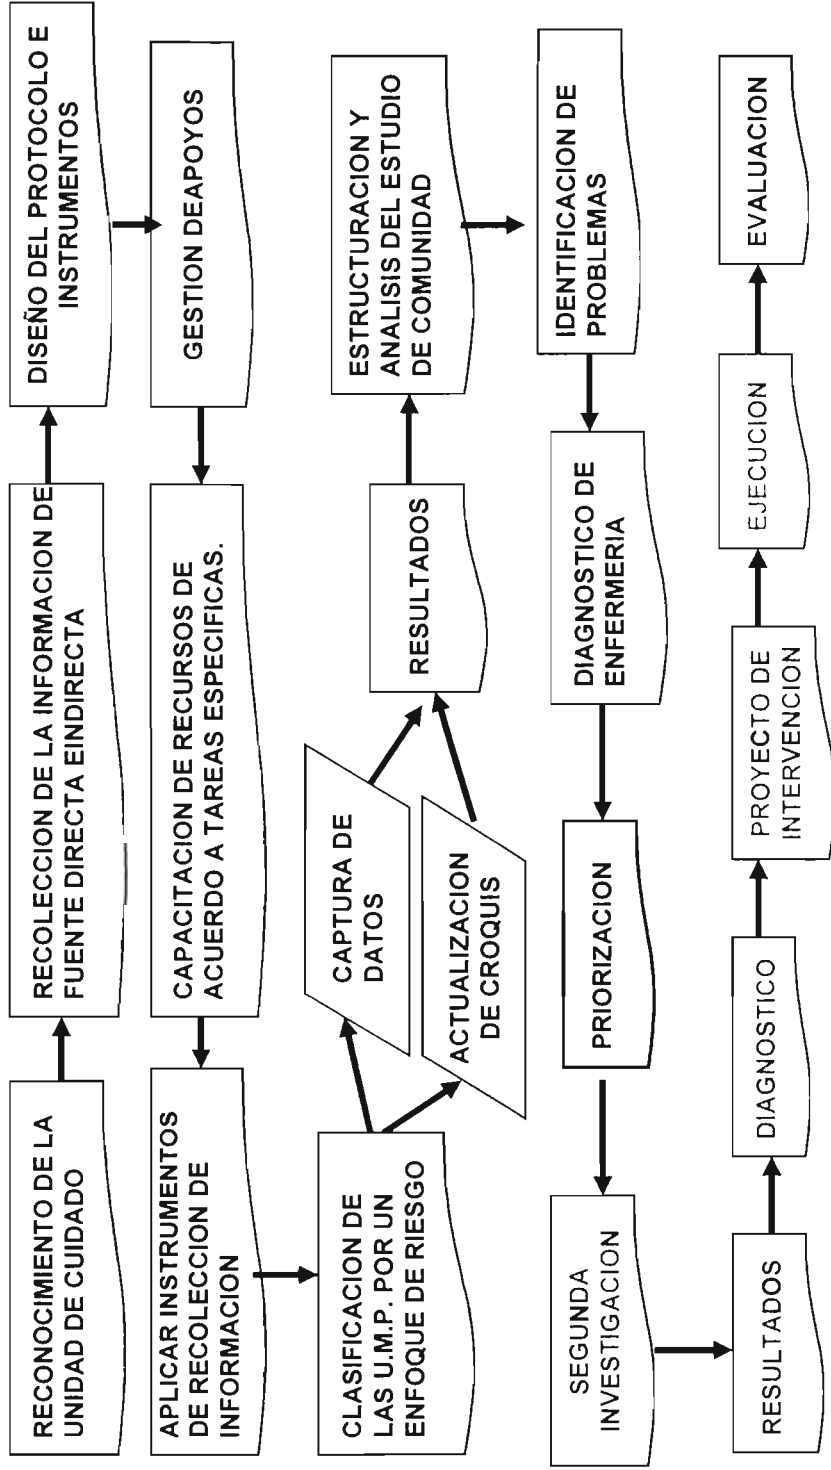 RECONOCIMIENTO DE LA
UNIDAD DE CUIDADO
RECOLECCION DE LA INFORMACION DE
FUENTE DIRECTA EINDIRECTA
DISEÑO DEL PROTOCOLO E
INSTRUMENTOS
GESTION DEAPOYOS
CAPACITACION DE RECURSOS DE
ACUERDO A TAREAS ESPECIFICAS.
APLICAR INSTRUMENTOS
DE RECOLECCION DE
INFORMACION
CLASIFICACION DE
LAS U.M.P. POR UN
ENFOQUE DE RIESGO
CAPTURA DE
DATOS
ACTUALIZACION
DE CROQUIS
RESULTADOS
ESTRUCTURACION Y
ANALISIS DEL ESTUDIO
DE COMUNIDAD
IDENTIFICACION DE
PROBLEMAS
DIAGNOSTICO DE
ENFERMERIA
PRIORIZACION
SEGUNDA
INVESTIGACION
RESULTADOS
DIAGNOSTICO
PROYECTO DE
INTERVENCION
EJECUCION
EVALUACION